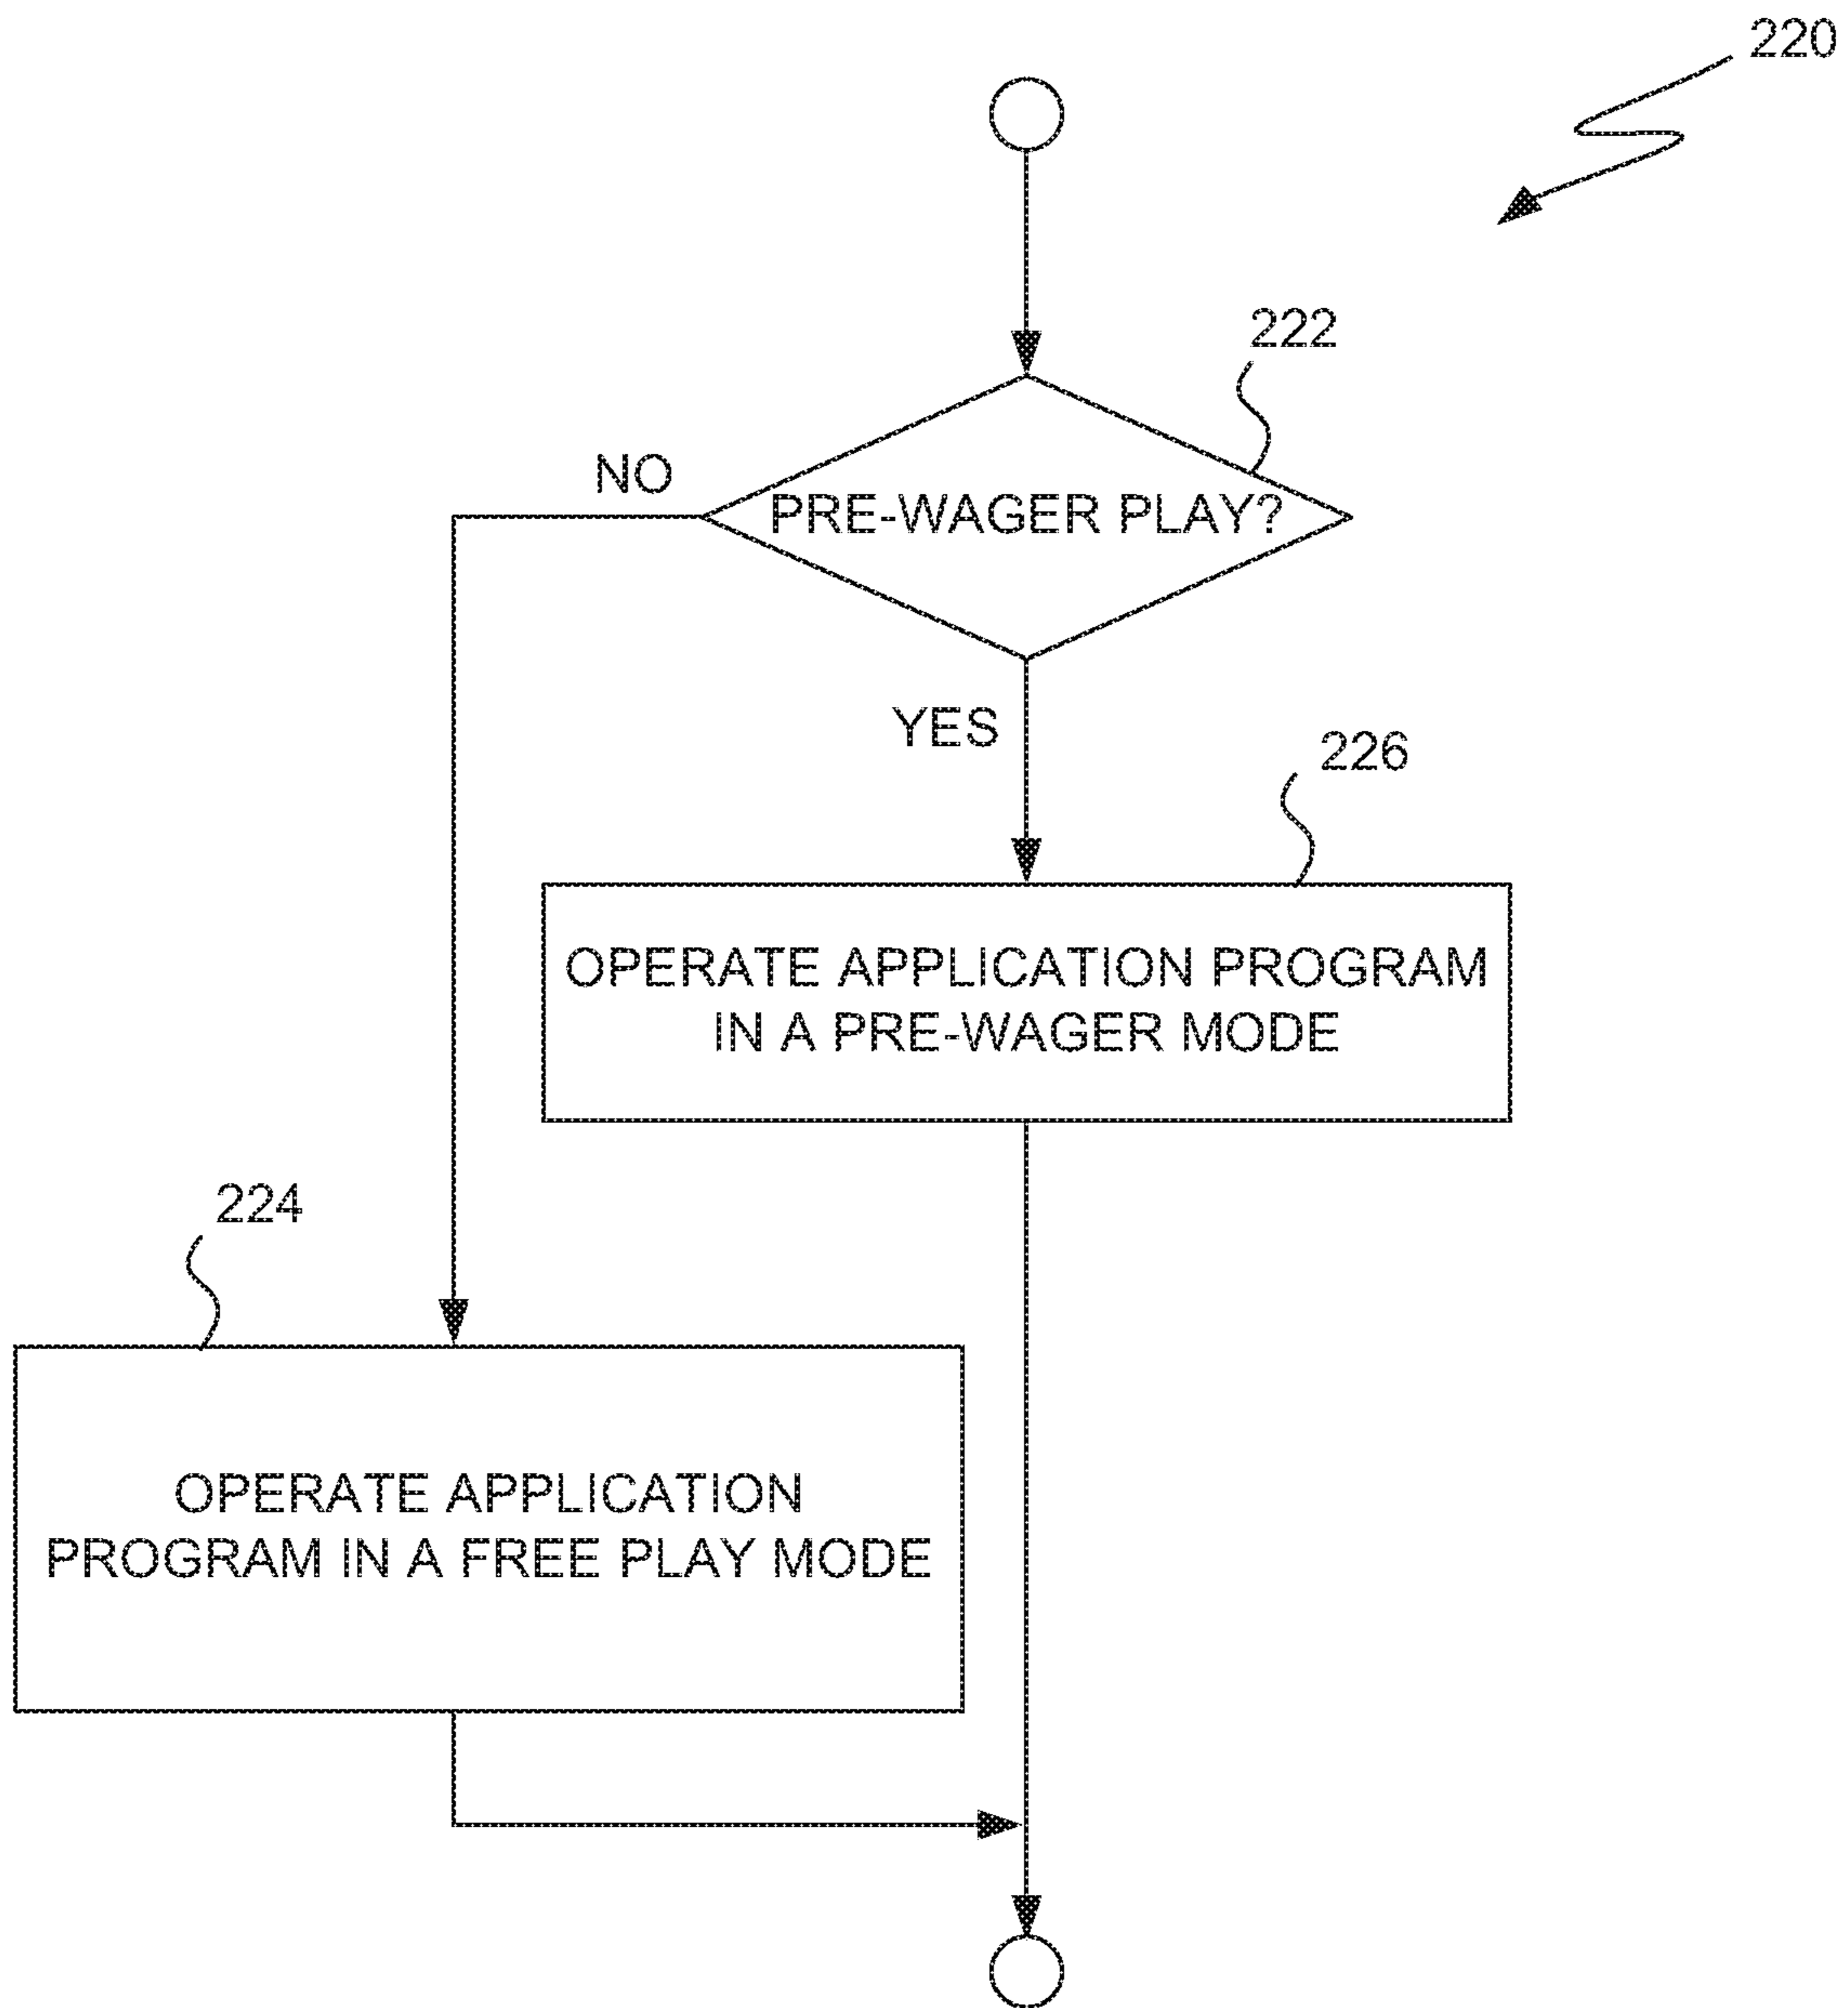 220
222
NO
PRE-WAGER PLAY?
YES
226
OPERATE APPLICATION PROGRAM
IN A PRE-WAGER MODE
224
OPERATE APPLICATION
PROGRAM IN A FREE PLAY MODE